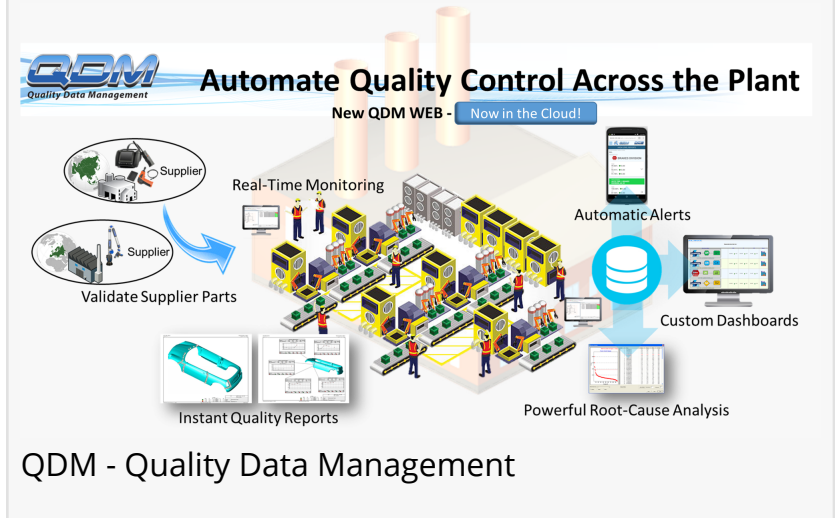 QDM
Quality Data Management
Automate Quality Control Across the Plant
New QDM WEB - Now in the Cloud!
Supplier
Real-Time Monitoring
Automatic Alerts
Supplier
Validate Supplier Parts
Custom Dashboards
Instant Quality Reports
Powerful Root-Cause Analysis
QDM - Quality Data Management